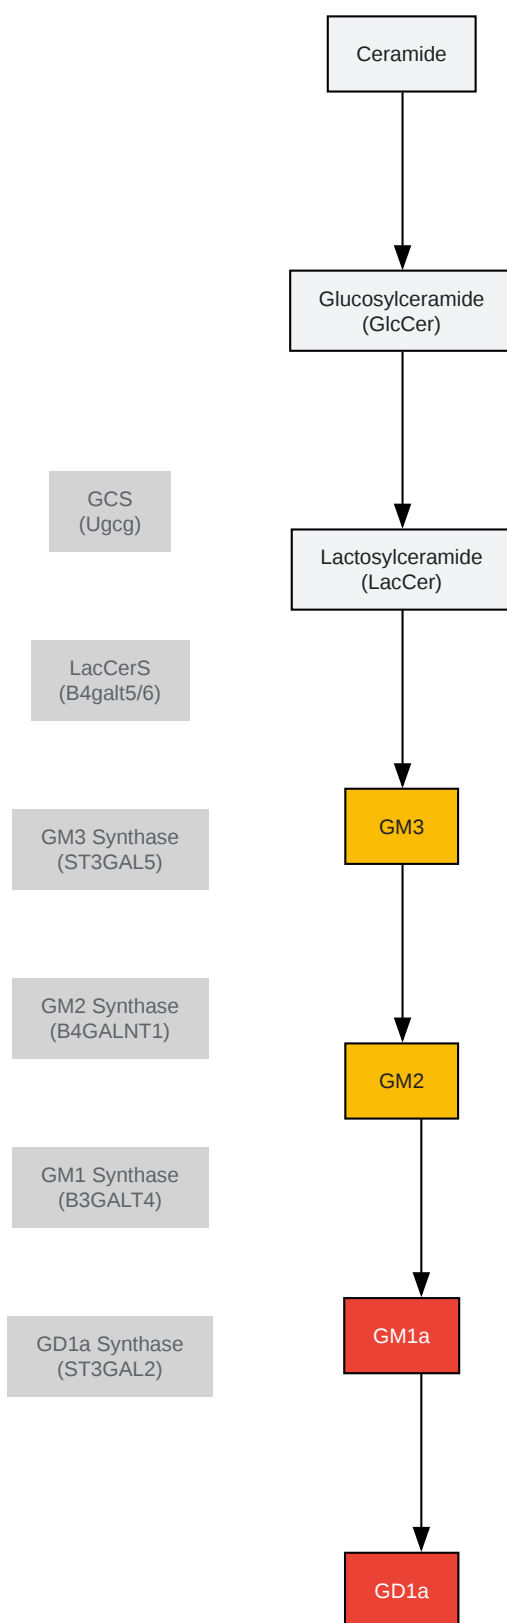 Ceramide
Glucosylceramide
(GlcCer)
GCS
(Ugcg)
Lactosylceramide
(LacCer)
LacCerS
(B4galt5/6)
GM3
GM3 Synthase
(ST3GAL5)
GM2 Synthase
(B4GALNT1)
GM2
GM1 Synthase
(B3GALT4)
GM1a
GD1a Synthase
(ST3GAL2)
GD1a